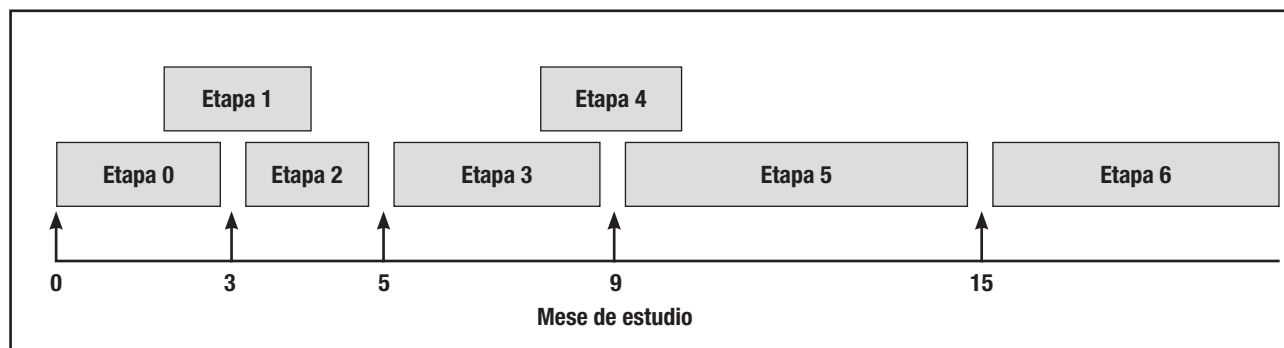 Etapa 1
Etapa 4
Etapa 0
Etapa 2
Etapa 3
Etapa 5
Etapa 6
0
3
5
9
15
Mese de estudio